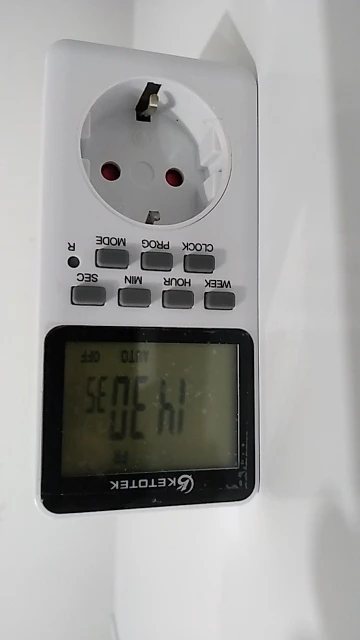 KETOTEK
14 30 35
AUTO OFF
WEEK HOUR MIN SEC
CLOCK PROG MODE R